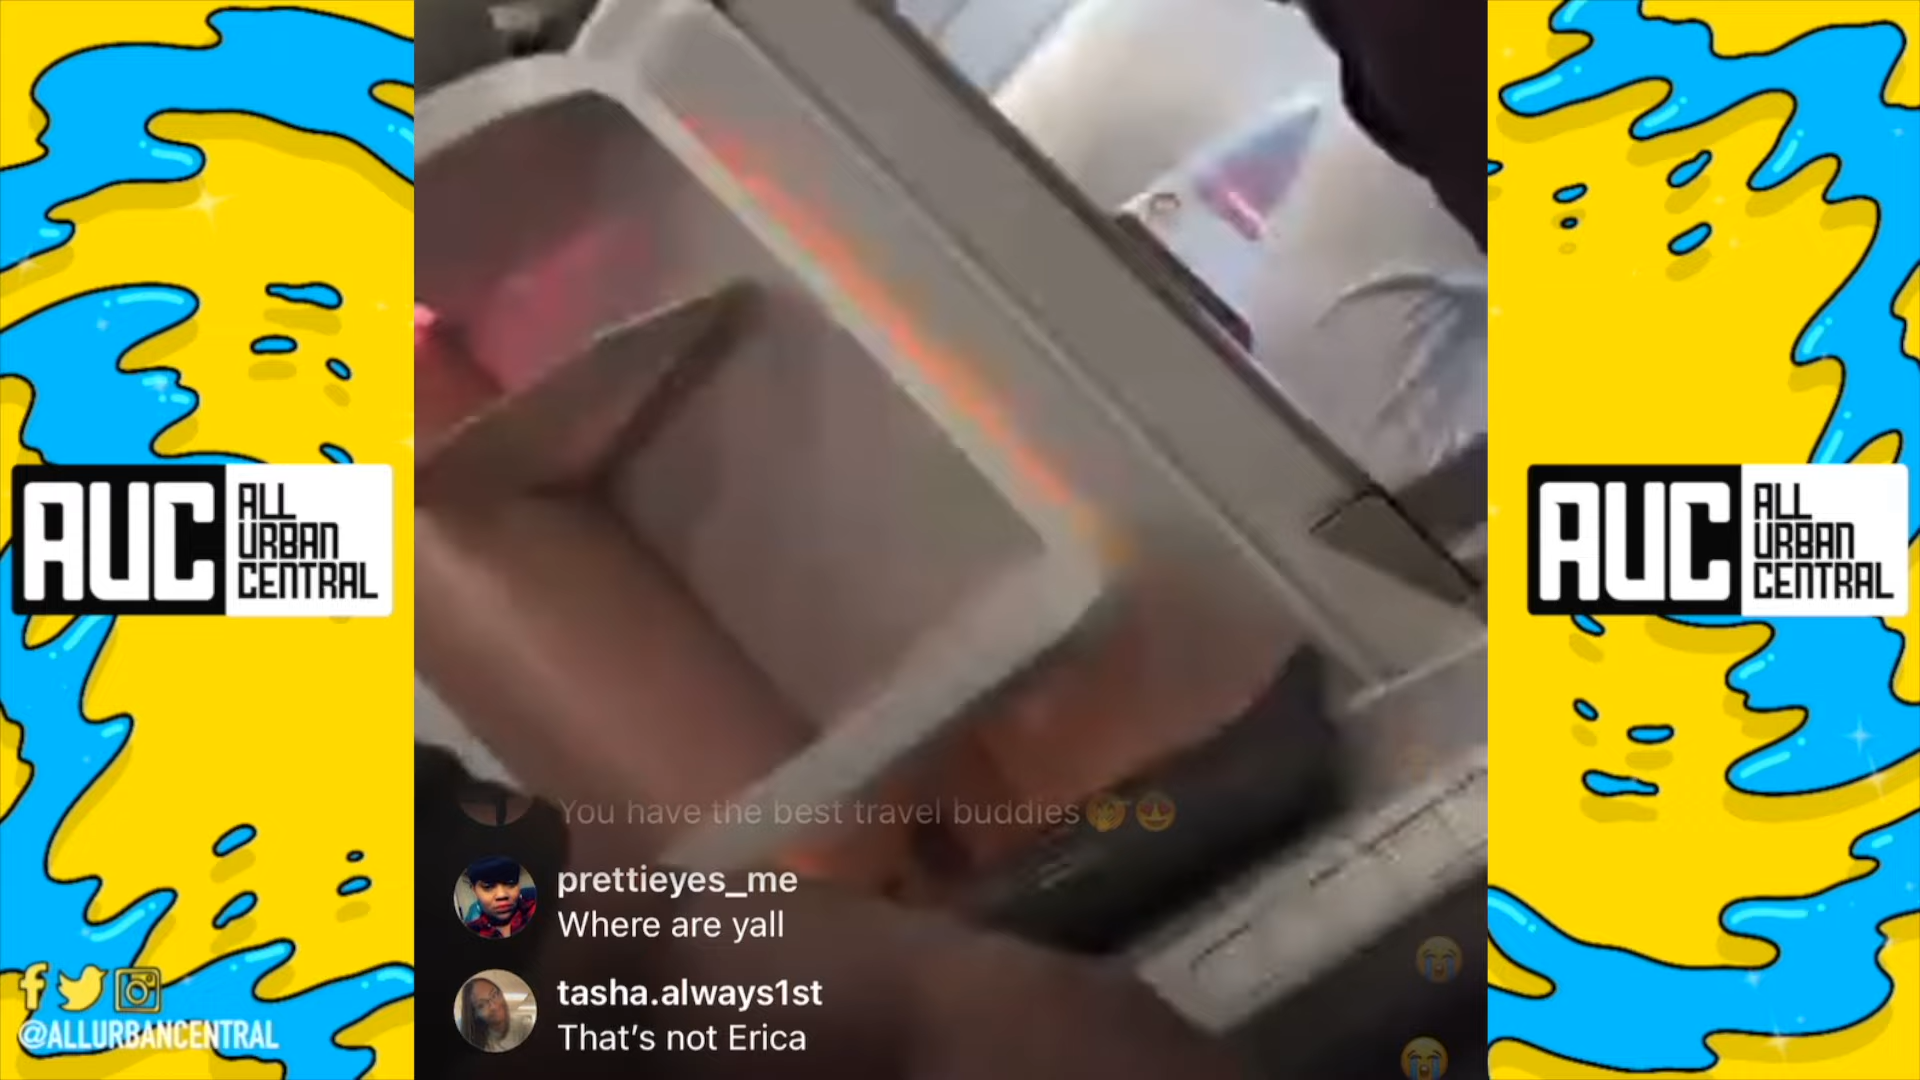 AUC
ALL
URBAN
CENTRAL
AUC
ALL
URBAN
CENTRAL
You have the best travel buddies
prettieyes_me
Where are yall
tasha.always1st
That's not Erica
@ALLURBANCENTRAL